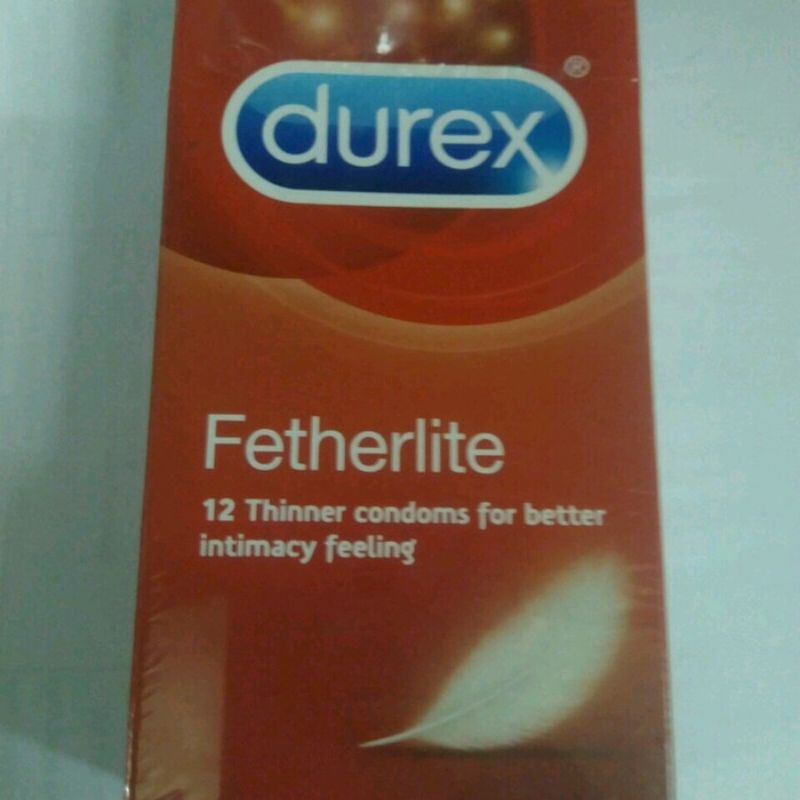 durex®
Fetherlite
12 Thinner condoms for better
intimacy feeling